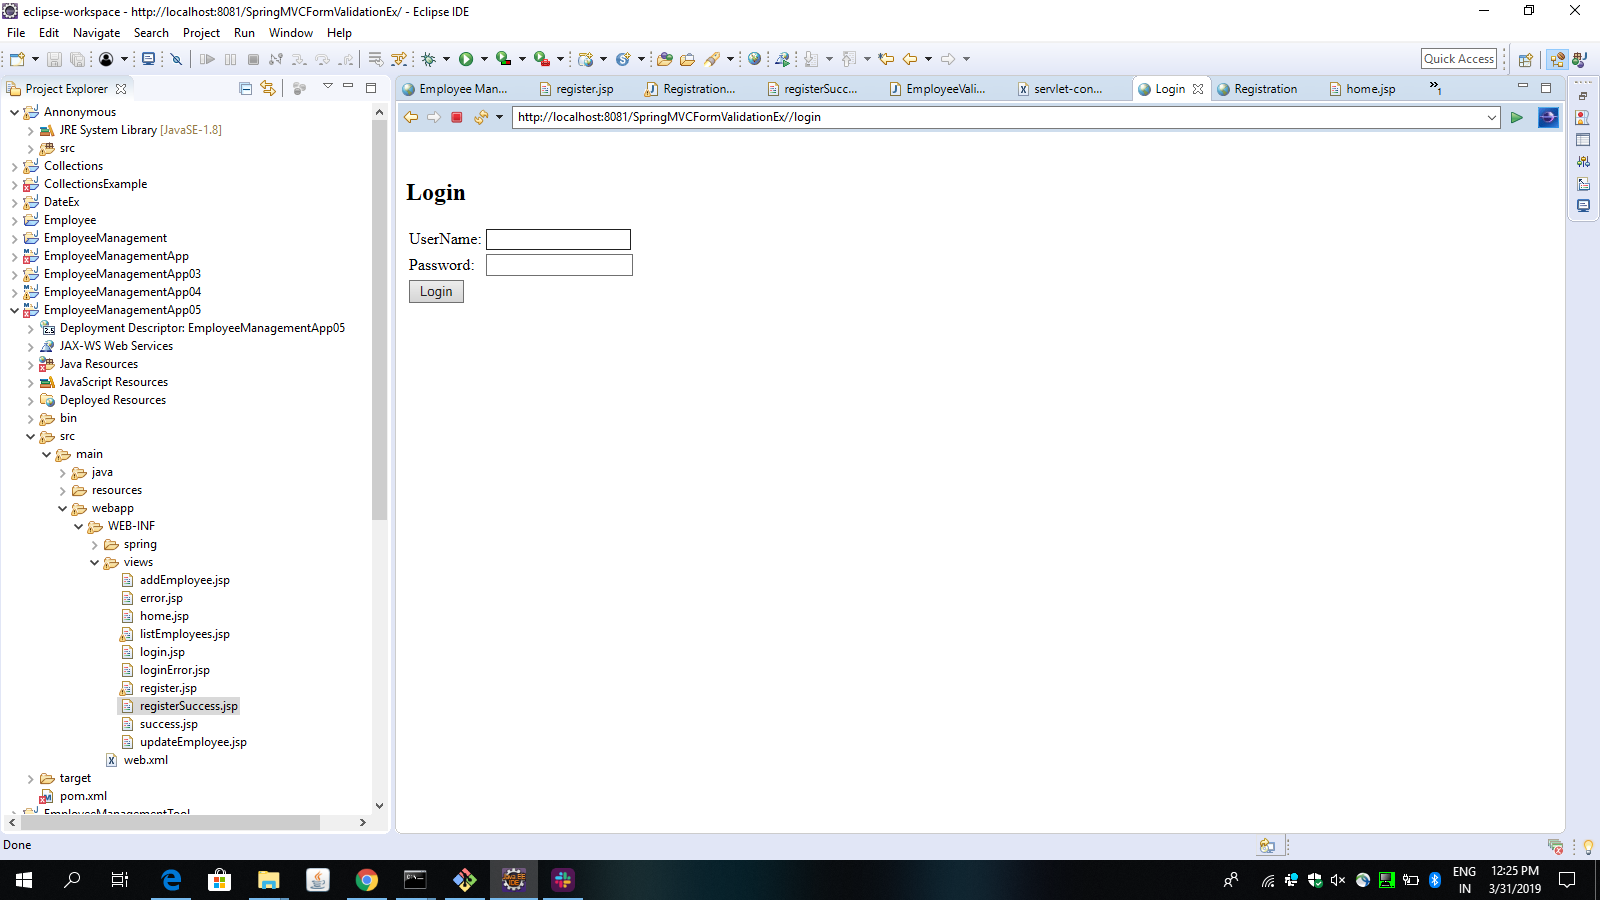 eclipse-workspace - http://localhost:8081/SpringMVCFormValidationEx/ - Eclipse IDE
File Edit Navigate Search Project Run Window Help
Quick Access
Project Explorer
Employee Man... register.jsp Registration... registerSucc... EmployeeVali... servlet-con... Login Registration home.jsp »1
http://localhost:8081/SpringMVCFormValidationEx//login
Annonymous
JRE System Library [JavaSE-1.8]
src
Collections
CollectionsExample
DateEx
Employee
EmployeeManagement
EmployeeManagementApp
EmployeeManagementApp03
EmployeeManagementApp04
EmployeeManagementApp05
Deployment Descriptor: EmployeeManagementApp05
JAX-WS Web Services
Java Resources
JavaScript Resources
Deployed Resources
bin
src
main
java
resources
webapp
WEB-INF
spring
views
addEmployee.jsp
error.jsp
home.jsp
listEmployees.jsp
login.jsp
loginError.jsp
register.jsp
registerSuccess.jsp
success.jsp
updateEmployee.jsp
web.xml
target
pom.xml
EmployeeManagementTool
Login
UserName:
Password:
Login
Done
ENG
IN
12:25 PM
3/31/2019